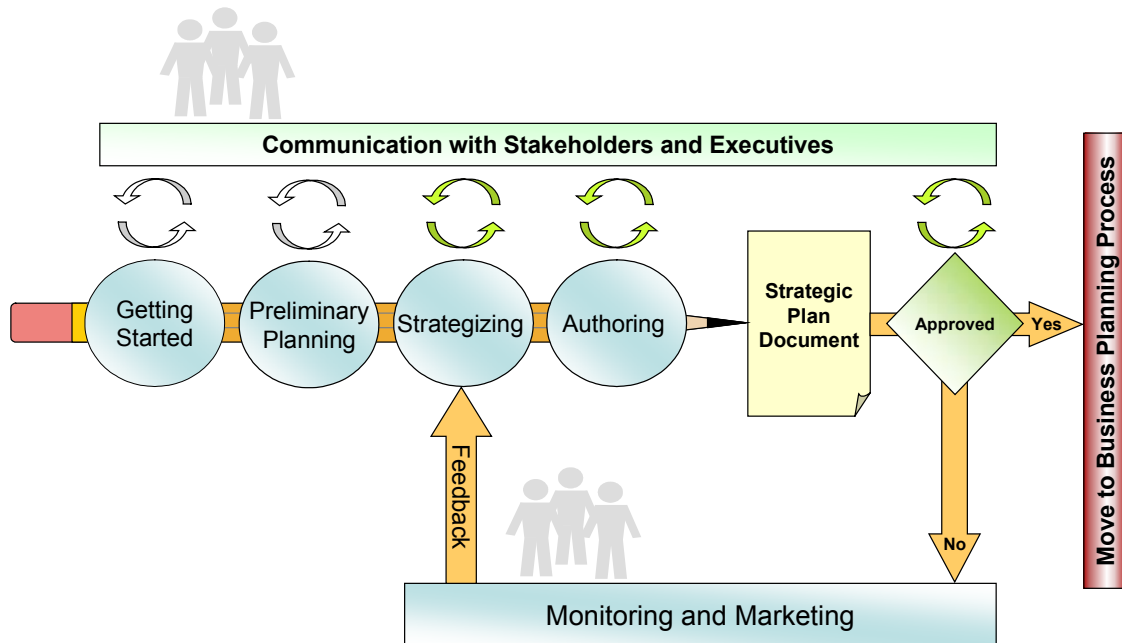 Communication with Stakeholders and Executives
Getting
Started
Preliminary
Planning
Strategizing
Authoring
Strategic
Plan
Document
Approved
Yes
No
Feedback
Monitoring and Marketing
Move to Business Planning Process